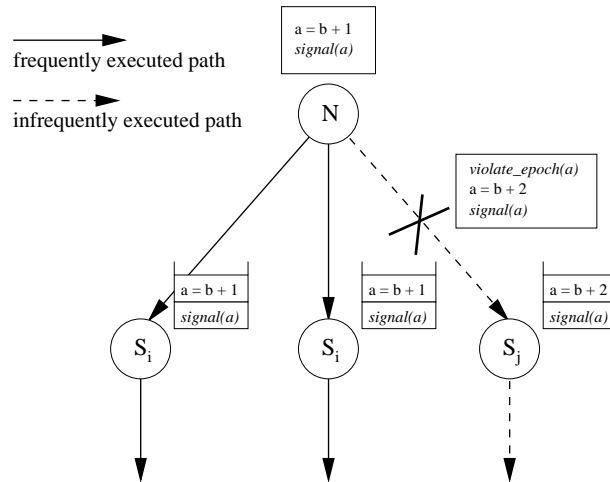 a = b + 1
signal(a)
frequently executed path
infrequently executed path
N
violate_epoch(a)
a = b + 2
signal(a)
a = b + 1
signal(a)
a = b + 1
signal(a)
a = b + 2
signal(a)
S_i
S_i
S_j